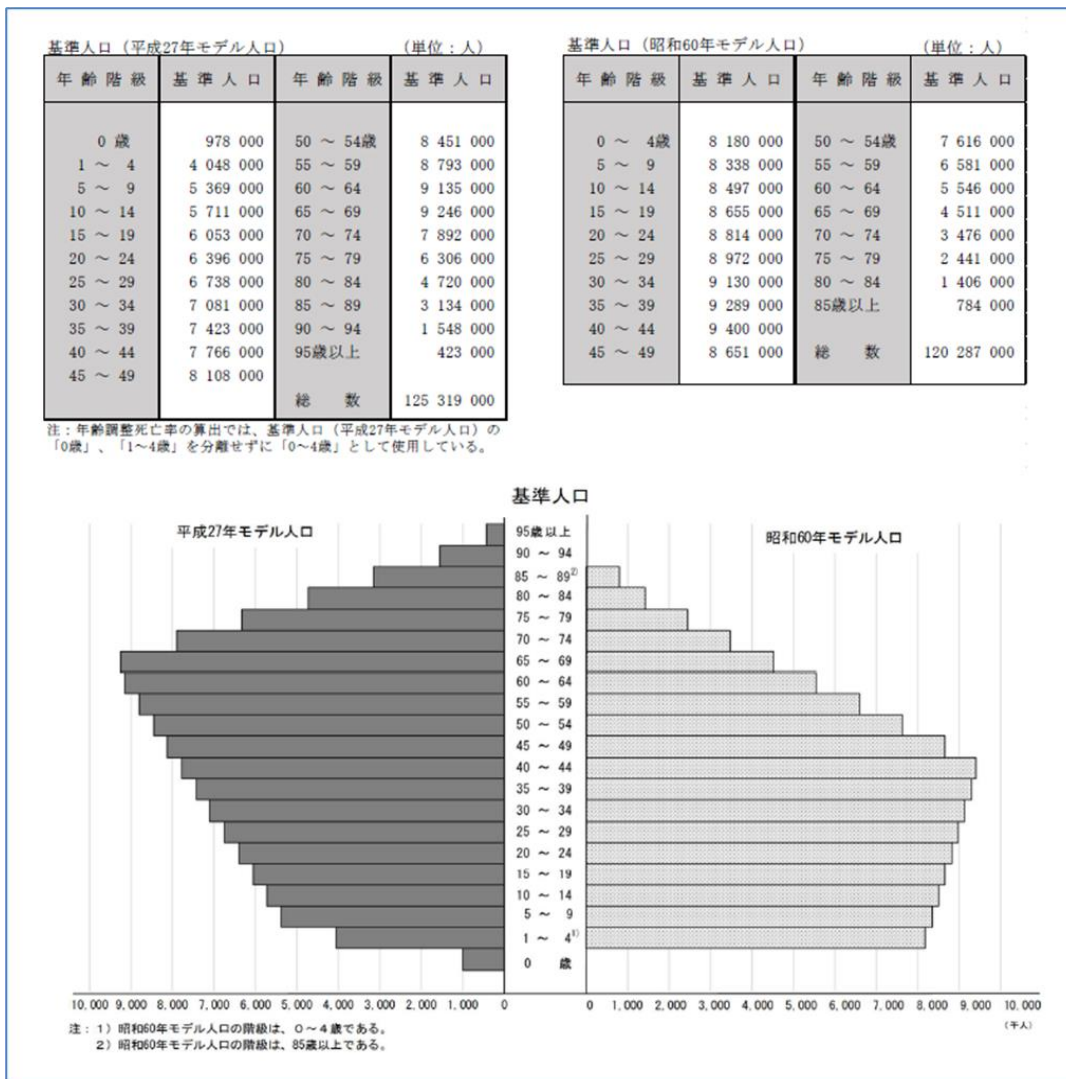 基準人口（平成27年モデル人口） （単位：人）
年齢階級 基準人口 年齢階級 基準人口
0 歳 978 000 50 ～ 54歳 8 451 000
1 ～ 4 4 048 000 55 ～ 59 8 793 000
5 ～ 9 5 369 000 60 ～ 64 9 135 000
10 ～ 14 5 711 000 65 ～ 69 9 246 000
15 ～ 19 6 053 000 70 ～ 74 7 892 000
20 ～ 24 6 396 000 75 ～ 79 6 306 000
25 ～ 29 6 738 000 80 ～ 84 4 720 000
30 ～ 34 7 081 000 85 ～ 89 3 134 000
35 ～ 39 7 423 000 90 ～ 94 1 548 000
40 ～ 44 7 766 000 95歳以上 423 000
45 ～ 49 8 108 000
総 数 125 319 000
注：年齢調整死亡率の算出では、基準人口（平成27年モデル人口）の
「0歳」、「1～4歳」を分離せずに「0～4歳」として使用している。
基準人口（昭和60年モデル人口） （単位：人）
年齢階級 基準人口 年齢階級 基準人口
0 ～ 4歳 8 180 000 50 ～ 54歳 7 616 000
5 ～ 9 8 338 000 55 ～ 59 6 581 000
10 ～ 14 8 497 000 60 ～ 64 5 546 000
15 ～ 19 8 655 000 65 ～ 69 4 511 000
20 ～ 24 8 814 000 70 ～ 74 3 476 000
25 ～ 29 8 972 000 75 ～ 79 2 441 000
30 ～ 34 9 130 000 80 ～ 84 1 406 000
35 ～ 39 9 289 000 85歳以上 784 000
40 ～ 44 9 400 000
45 ～ 49 8 651 000 総 数 120 287 000
基準人口
平成27年モデル人口 95歳以上 昭和60年モデル人口
90 ～ 94
85 ～ 89²⁾
80 ～ 84
75 ～ 79
70 ～ 74
65 ～ 69
60 ～ 64
55 ～ 59
50 ～ 54
45 ～ 49
40 ～ 44
35 ～ 39
30 ～ 34
25 ～ 29
20 ～ 24
15 ～ 19
10 ～ 14
5 ～ 9
1 ～ 4¹⁾
0 歳
10,000 9,000 8,000 7,000 6,000 5,000 4,000 3,000 2,000 1,000 0 0 1,000 2,000 3,000 4,000 5,000 6,000 7,000 8,000 9,000 10,000
（千人）
注：1）昭和60年モデル人口の階級は、0～4歳である。
2）昭和60年モデル人口の階級は、85歳以上である。